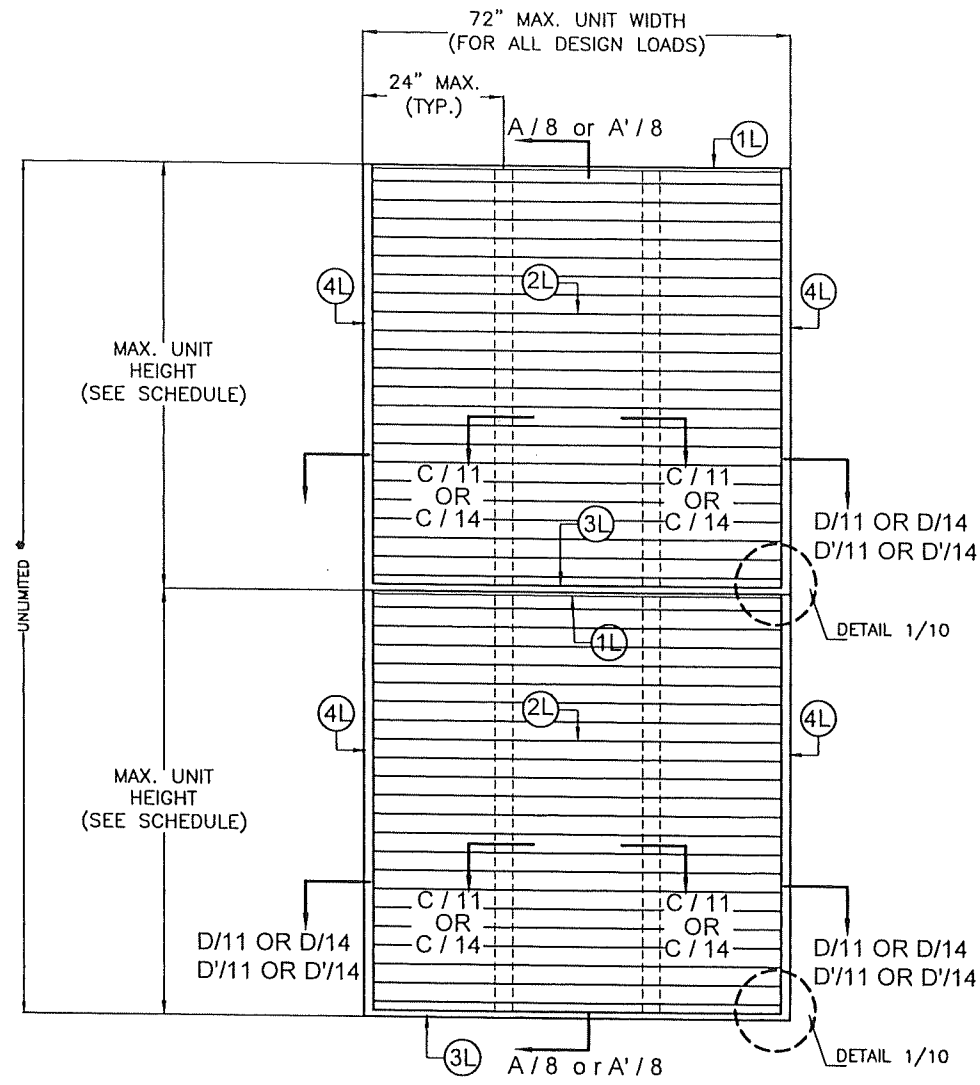 72" MAX. UNIT WIDTH
(FOR ALL DESIGN LOADS)
24" MAX.
(TYP.)
A / 8 or A' / 8
1L
4L
2L
4L
MAX. UNIT
HEIGHT
(SEE SCHEDULE)
C / 11
OR
C / 14
C / 11
OR
C / 14
3L
D/11 OR D/14
D'/11 OR D'/14
UNLIMITED *
1L
DETAIL 1/10
4L
2L
4L
MAX. UNIT
HEIGHT
(SEE SCHEDULE)
C / 11
OR
C / 14
C / 11
OR
C / 14
D/11 OR D/14
D'/11 OR D'/14
D/11 OR D/14
D'/11 OR D'/14
3L
A / 8 or A' / 8
DETAIL 1/10